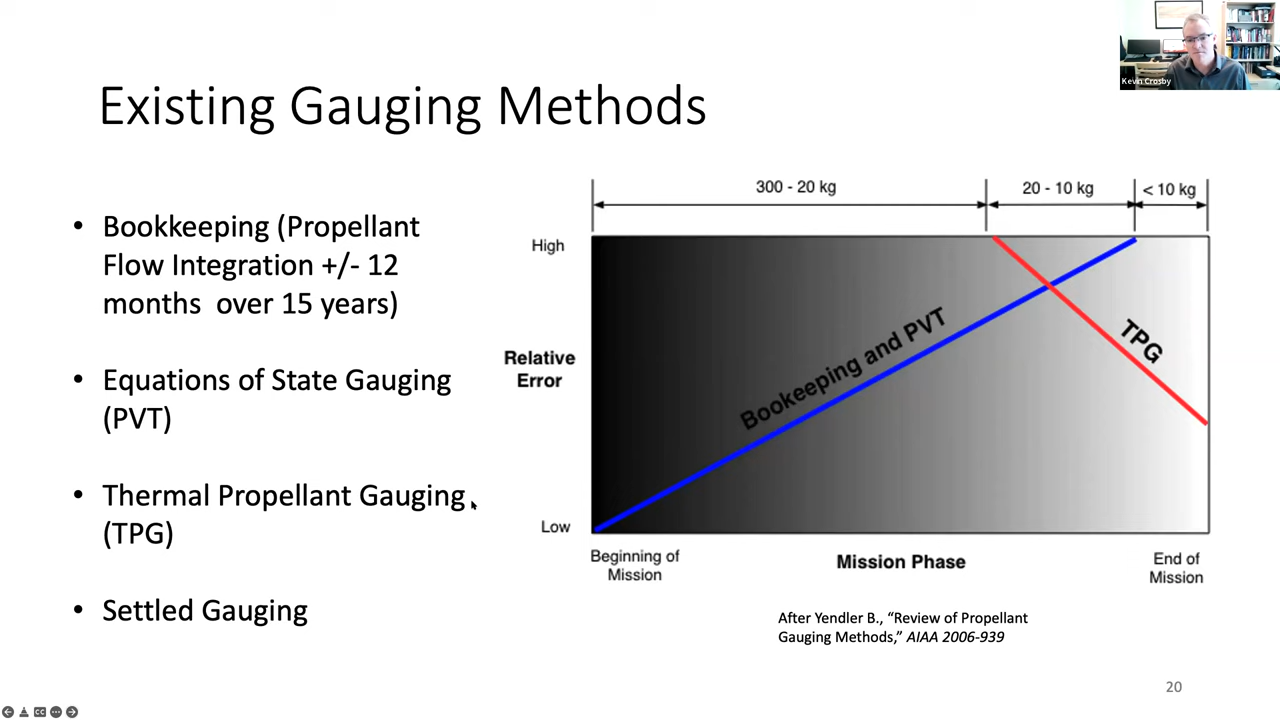 Kevin Crosby
Existing Gauging Methods
• Bookkeeping (Propellant
Flow Integration +/- 12
months over 15 years)
• Equations of State Gauging
(PVT)
• Thermal Propellant Gauging
(TPG)
• Settled Gauging
300 - 20 kg
20 - 10 kg
< 10 kg
High
Relative
Error
Low
Bookeeping and PVT
TPG
Beginning of
Mission
Mission Phase
End of
Mission
After Yendler B., “Review of Propellant
Gauging Methods,” AIAA 2006-939
20
CC